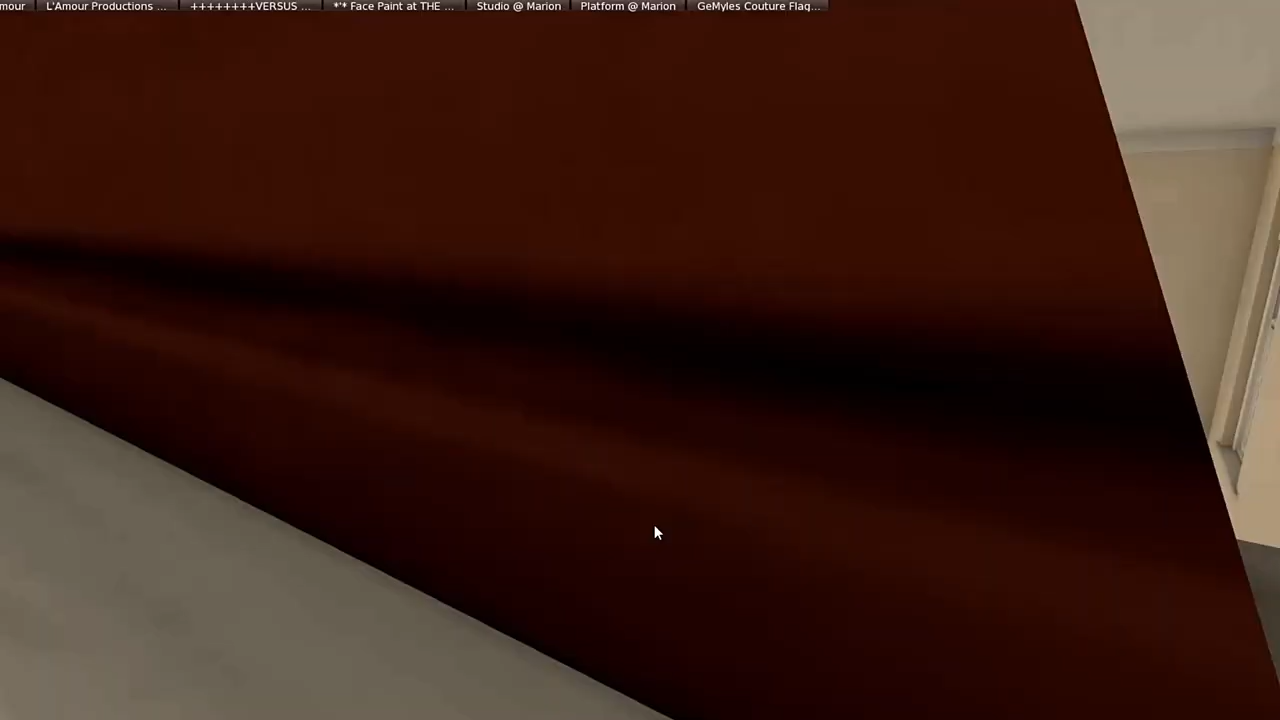 mour L'Amour Productions ... ++++++++VERSUS ... *'* Face Paint at THE ... Studio @ Marion Platform @ Marion GeMyles Couture Flag...